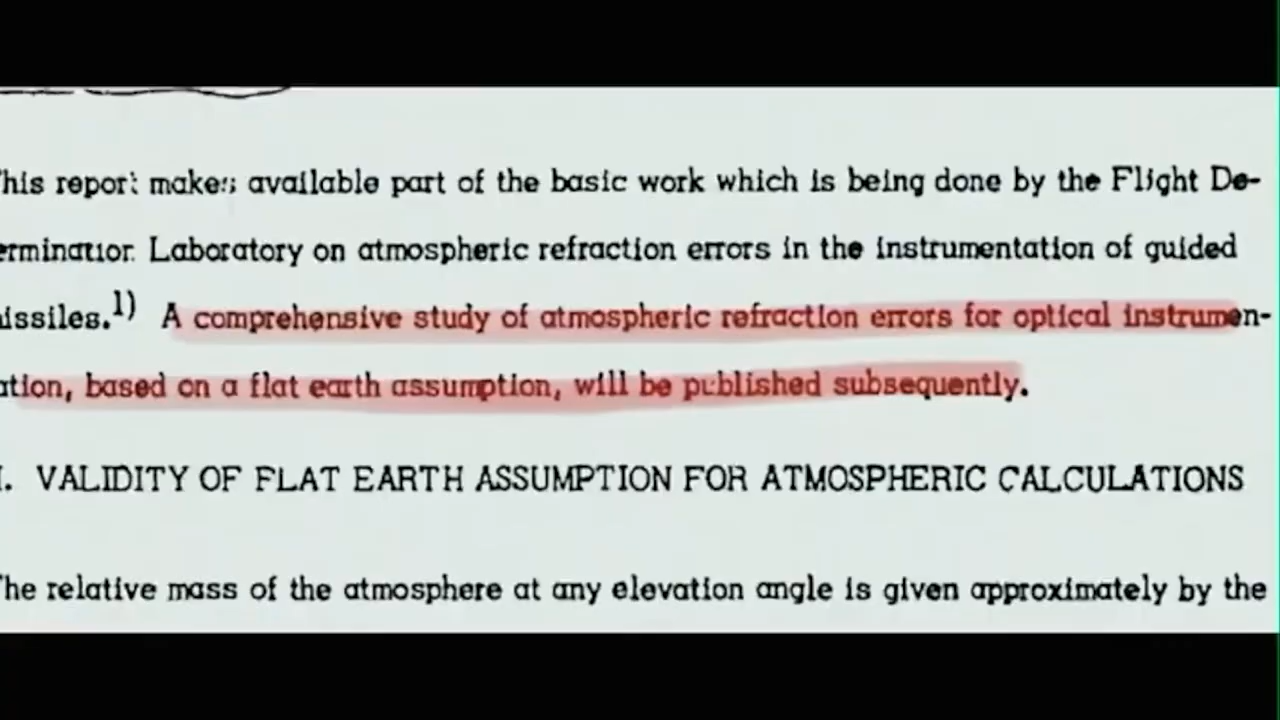 his report makes available part of the basic work which is being done by the Flight De-
erminatior. Laboratory on atmospheric refraction errors in the instrumentation of guided
issiles.1) A comprehensive study of atmospheric refraction errors for optical instrumen-
ation, based on a flat earth assumption, will be published subsequently.
I. VALIDITY OF FLAT EARTH ASSUMPTION FOR ATMOSPHERIC CALCULATIONS
The relative mass of the atmosphere at any elevation angle is given approximately by the